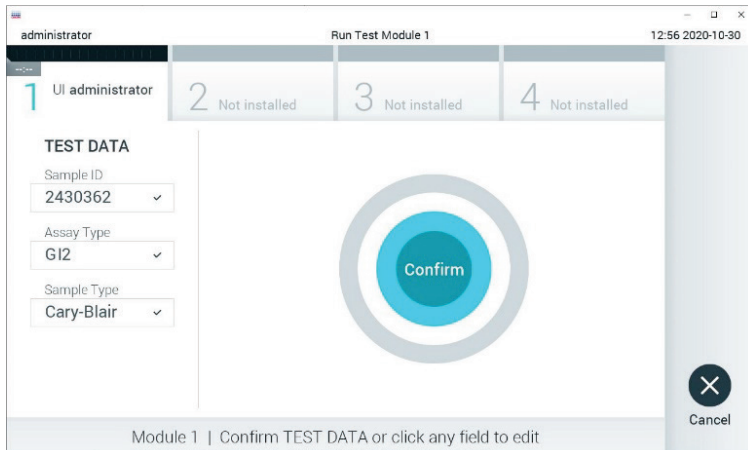 administrator Run Test Module 1 12:56 2020-10-30
--:--
1 UI administrator 2 Not installed 3 Not installed 4 Not installed
TEST DATA
Sample ID
2430362
Assay Type
GI2
Sample Type
Cary-Blair
Confirm
Cancel
Module 1 | Confirm TEST DATA or click any field to edit